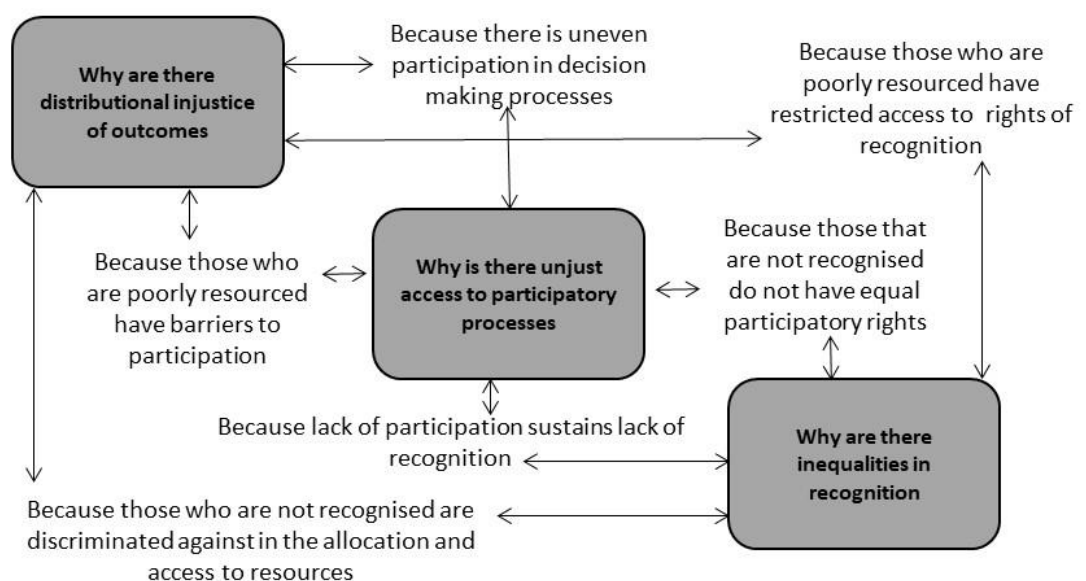 Why are there
distributional injustice
of outcomes
Because there is uneven
participation in decision
making processes
Because those who are
poorly resourced have
restricted access to rights of
recognition
Because those who
are poorly resourced
have barriers to
participation
Why is there unjust
access to participatory
processes
Because those that
are not recognised
do not have equal
participatory rights
Because lack of participation sustains lack of
recognition
Why are there
inequalities in
recognition
Because those who are not recognised are
discriminated against in the allocation and
access to resources